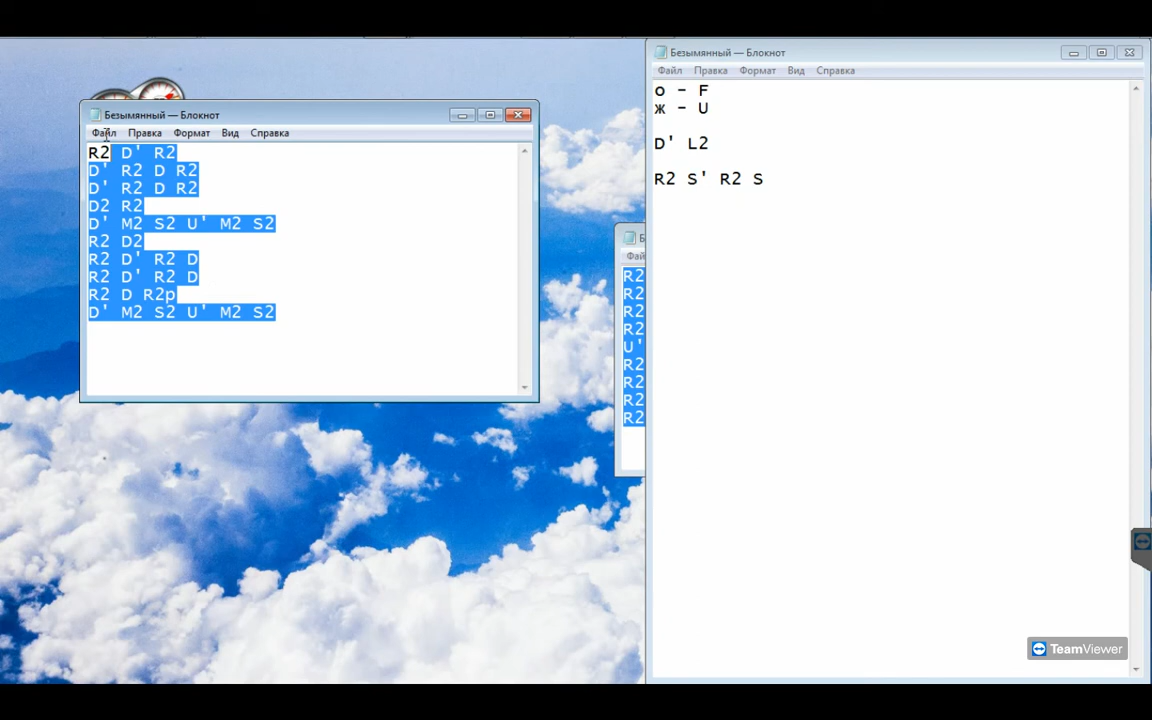 Безымянный — Блокнот
Файл Правка Формат Вид Справка
R2 D' R2
D' R2 D R2
D' R2 D R2
D2 R2
D' M2 S2 U' M2 S2
R2 D2
R2 D' R2 D
R2 D' R2 D
R2 D R2p
D' M2 S2 U' M2 S2
R2
R2
R2
R2
U'
R2
R2
R2
R2
Безымянный — Блокнот
Файл Правка Формат Вид Справка
о - F
ж - U
D' L2
R2 S' R2 S
TeamViewer